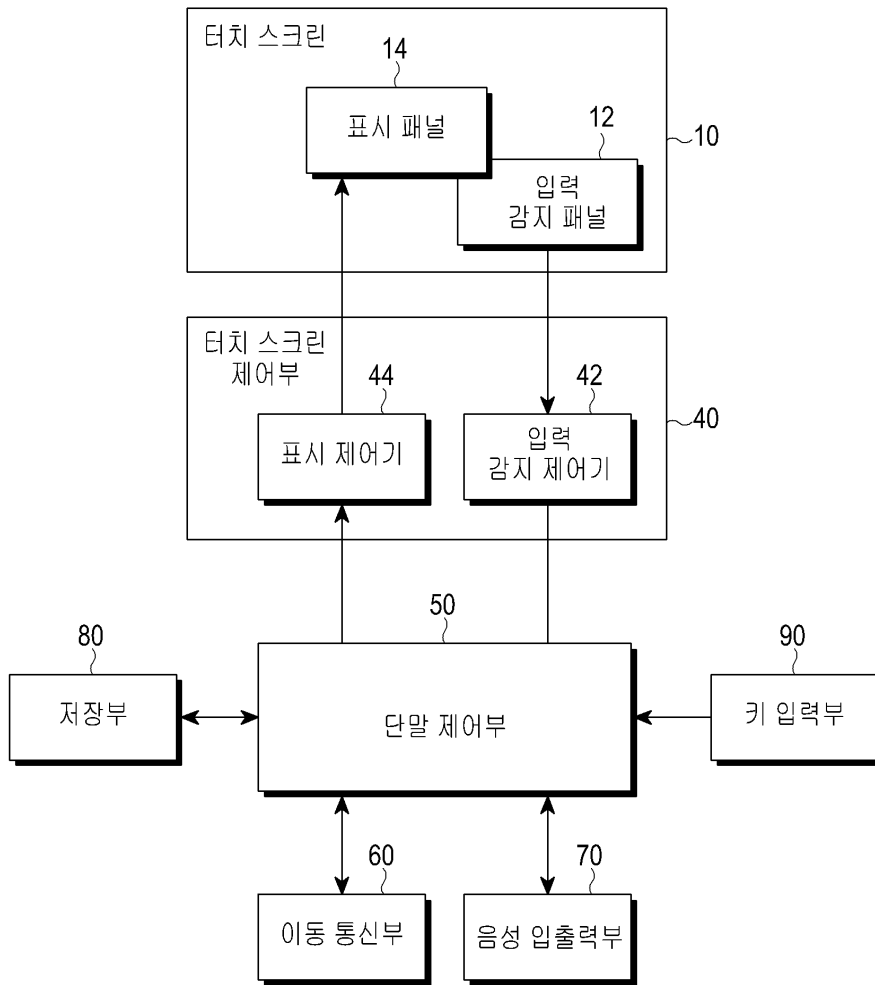 터치 스크린
14
표시 패널
12
10
입력
감지 패널
터치 스크린
제어부
44
42
40
표시 제어기
입력
감지 제어기
50
80
90
저장부
단말 제어부
키 입력부
60
70
이동 통신부
음성 입출력부